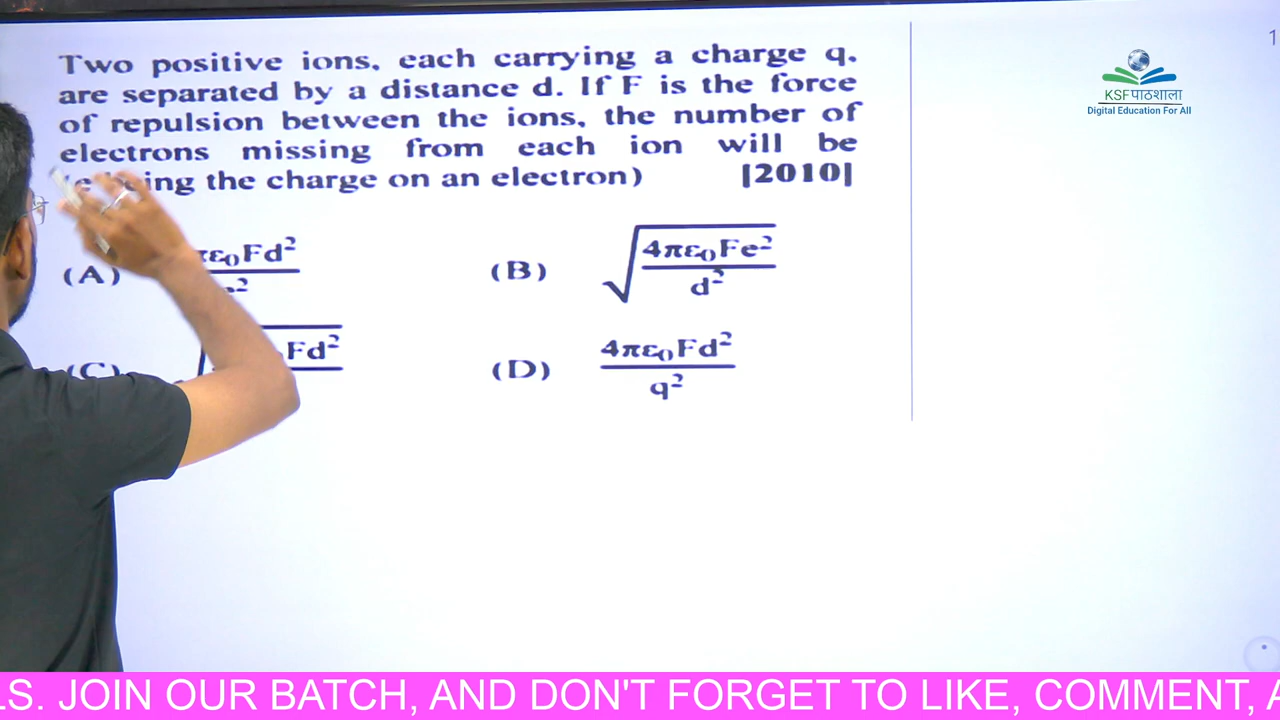 Two positive ions, each carrying a charge q,
are separated by a distance d. If F is the force
of repulsion between the ions, the number of
electrons missing from each ion will be
being the charge on an electron) [2010]
(A) πε₀Fd²
(B) √(4πε₀Fe² / d²)
(C) Fd²
(D) 4πε₀Fd² / q²
1
KSFपाठशाला
Digital Education For All
JOIN OUR BATCH, AND DON'T FORGET TO LIKE, COMMENT,